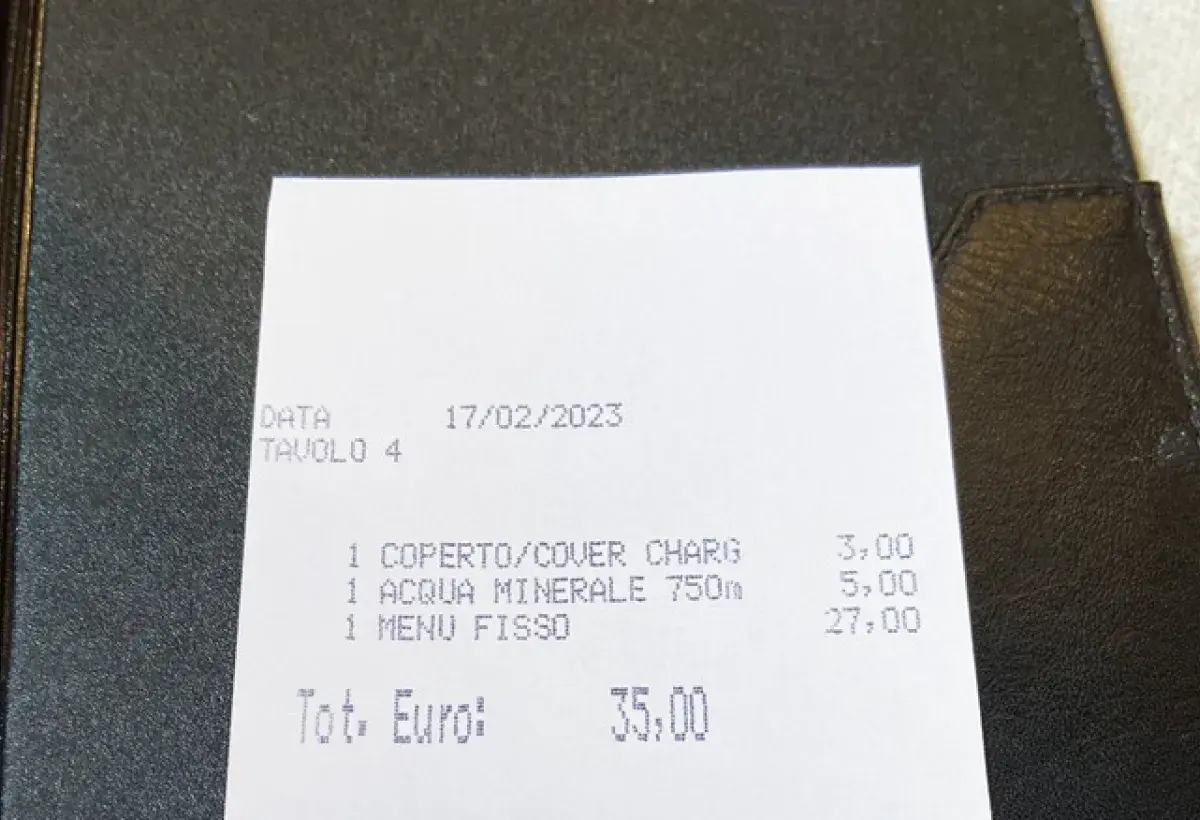 DATA 17/02/2023
TAVOLO 4
1 COPERTO/COVER CHARG 3,00
1 ACQUA MINERALE 750m 5,00
1 MENU FISSO 27,00
Tot. Euro: 35,00